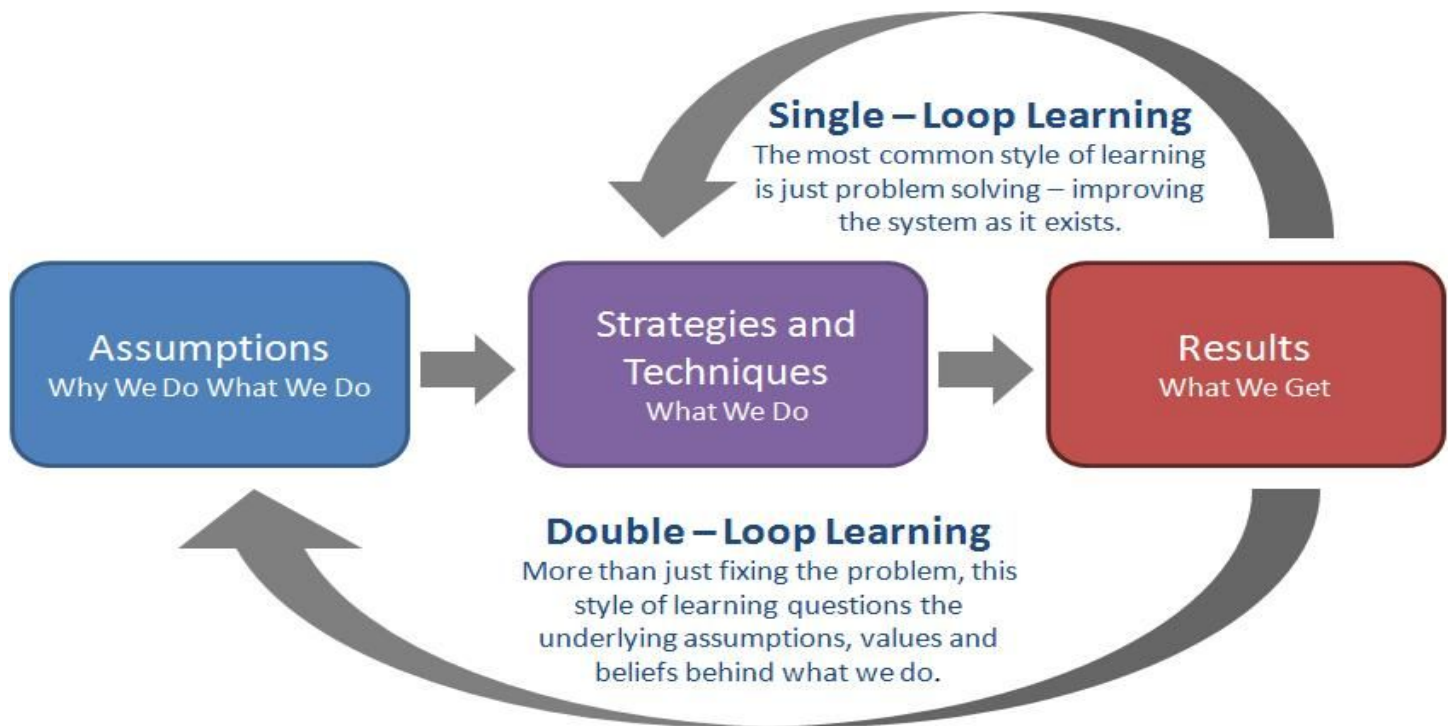 Single – Loop Learning
The most common style of learning
is just problem solving – improving
the system as it exists.
Assumptions
Why We Do What We Do
Strategies and
Techniques
What We Do
Results
What We Get
Double – Loop Learning
More than just fixing the problem, this
style of learning questions the
underlying assumptions, values and
beliefs behind what we do.